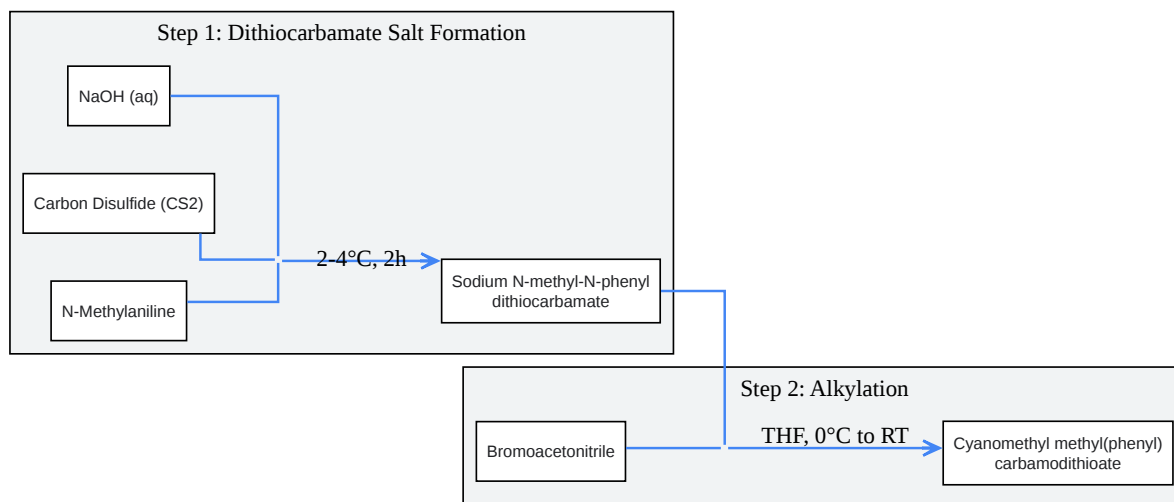 Step 1: Dithiocarbamate Salt Formation
NaOH (aq)
Carbon Disulfide (CS2)
N-Methylaniline
2-4°C, 2h
Sodium N-methyl-N-phenyl
dithiocarbamate
Step 2: Alkylation
Bromoacetonitrile
THF, 0°C to RT
Cyanomethyl methyl(phenyl)
carbamodithioate